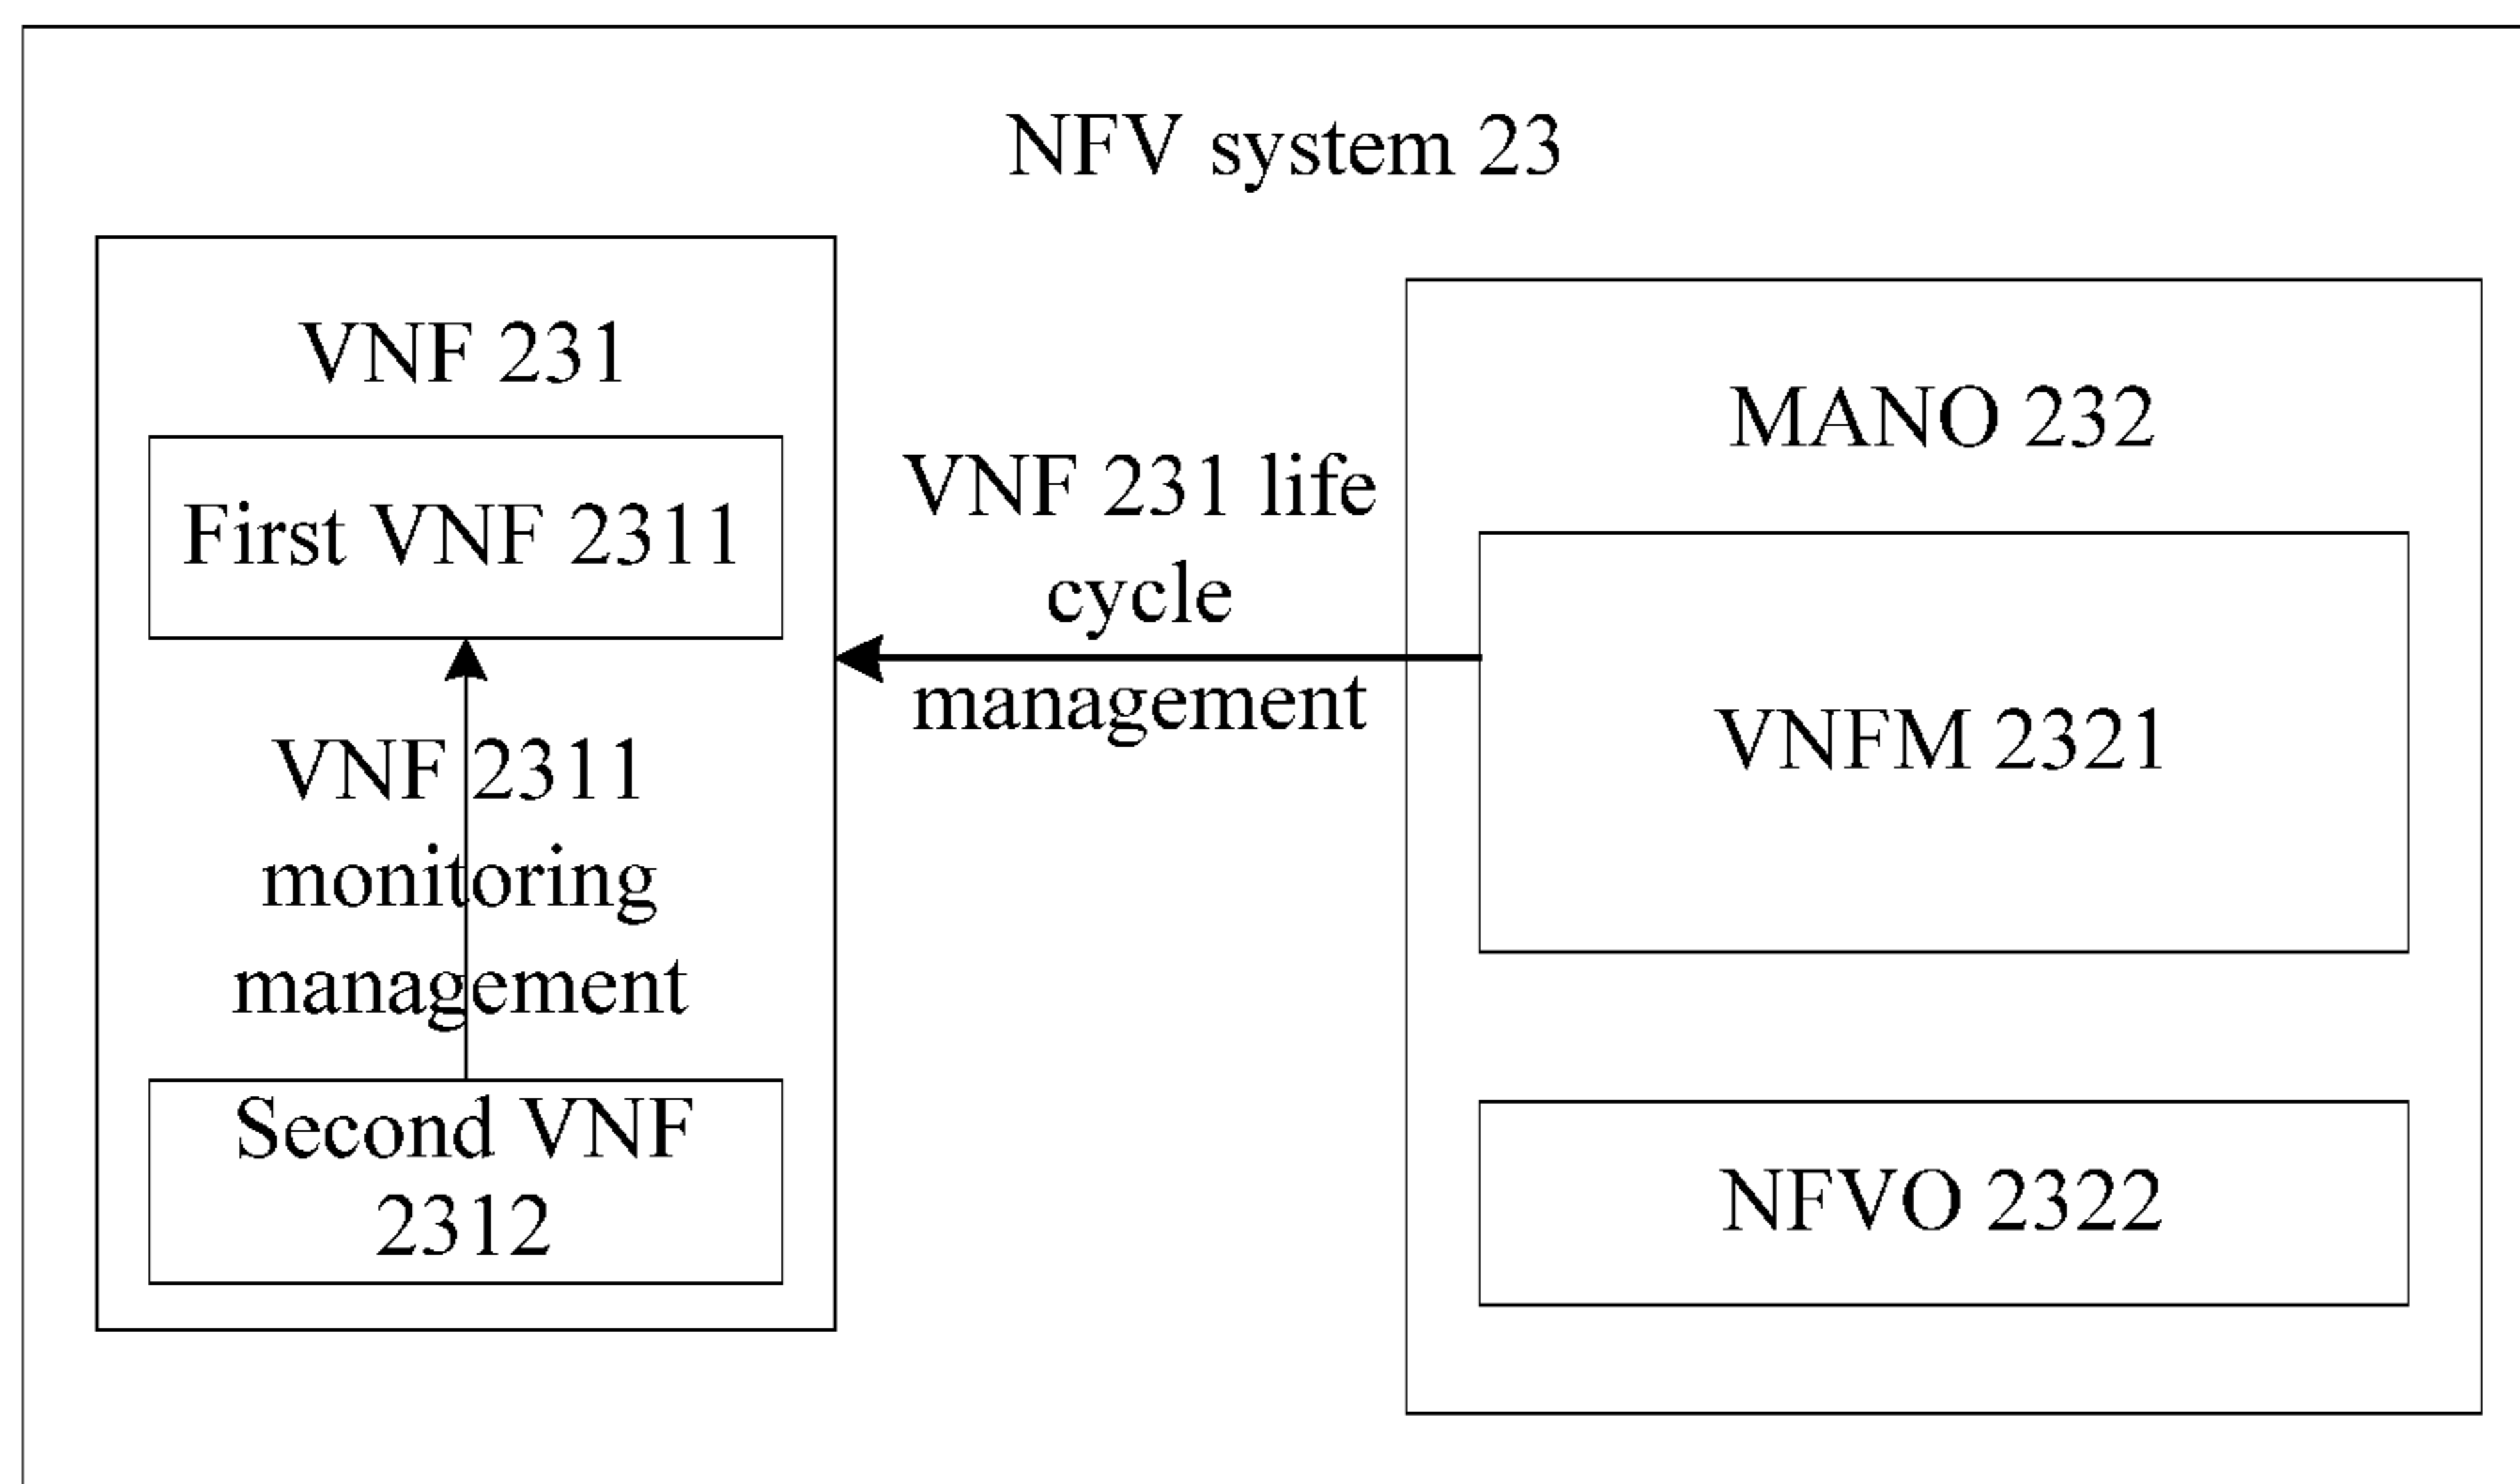 NFV system 23
VNF 231
First VNF 2311
VNF 2311
monitoring
management
Second VNF
2312
VNF 231 life
cycle
management
MANO 232
VNFM 2321
NFVO 2322